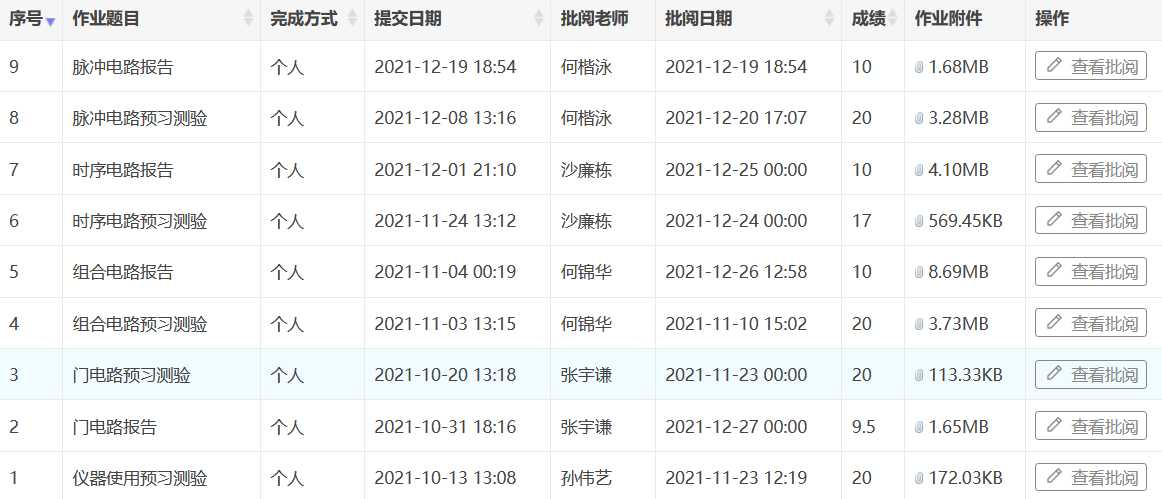 序号 作业题目 完成方式 提交日期 批阅老师 批阅日期 成绩 作业附件 操作
9 脉冲电路报告 个人 2021-12-19 18:54 何楷泳 2021-12-19 18:54 10 1.68MB 查看批阅
8 脉冲电路预习测验 个人 2021-12-08 13:16 何楷泳 2021-12-20 17:07 20 3.28MB 查看批阅
7 时序电路报告 个人 2021-12-01 21:10 沙廉栋 2021-12-25 00:00 10 4.10MB 查看批阅
6 时序电路预习测验 个人 2021-11-24 13:12 沙廉栋 2021-12-24 00:00 17 569.45KB 查看批阅
5 组合电路报告 个人 2021-11-04 00:19 何锦华 2021-12-26 12:58 10 8.69MB 查看批阅
4 组合电路预习测验 个人 2021-11-03 13:15 何锦华 2021-11-10 15:02 20 3.73MB 查看批阅
3 门电路预习测验 个人 2021-10-20 13:18 张宇谦 2021-11-23 00:00 20 113.33KB 查看批阅
2 门电路报告 个人 2021-10-31 18:16 张宇谦 2021-12-27 00:00 9.5 1.65MB 查看批阅
1 仪器使用预习测验 个人 2021-10-13 13:08 孙伟艺 2021-11-23 12:19 20 172.03KB 查看批阅